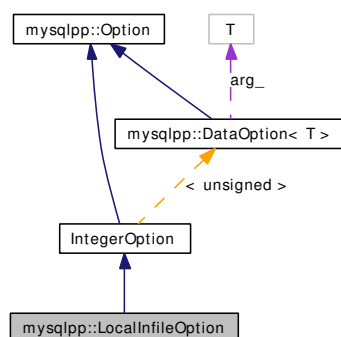 mysqlpp::Option
T
arg_
mysqlpp::DataOption< T >
< unsigned >
IntegerOption
mysqlpp::LocalInfileOption